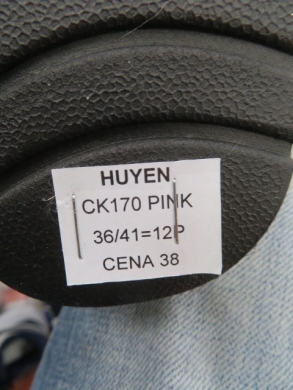 HUYEN
CK170 PINK
36/41=12P
CENA 38